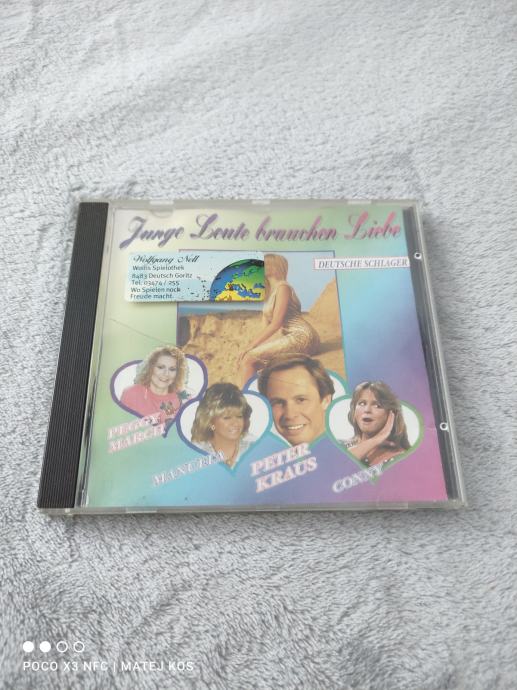 Junge Leute brauchen Liebe
Wolfgang Nell
Wolfis Spielothek
8483 Deutsch Goritz
Tel. 03474 / 255
Wo Spielen noch
Freude macht.
DEUTSCHE SCHLAGER
PEGGY
MARCH
MANUELA
PETER
KRAUS
CONNY
POCO X3 NFC | MATEJ KOS